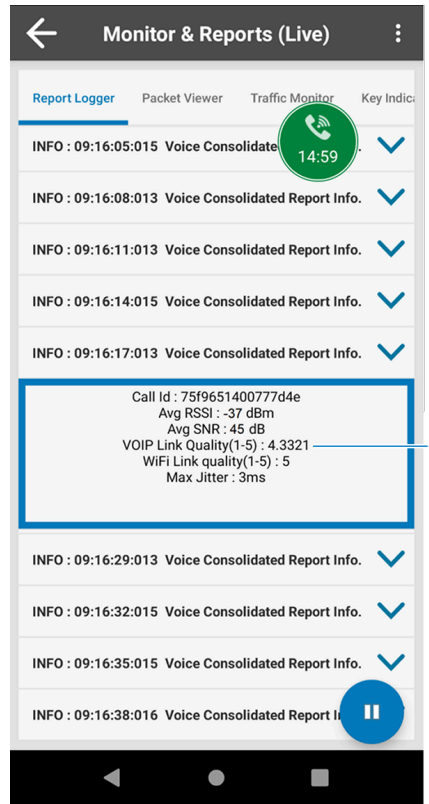 Monitor & Reports (Live)
Report Logger Packet Viewer Traffic Monitor Key Indica
INFO : 09:16:05:015 Voice Consolidate
14:59
INFO : 09:16:08:013 Voice Consolidated Report Info.
INFO : 09:16:11:013 Voice Consolidated Report Info.
INFO : 09:16:14:015 Voice Consolidated Report Info.
INFO : 09:16:17:013 Voice Consolidated Report Info.
Call Id : 75f9651400777d4e
Avg RSSI : -37 dBm
Avg SNR : 45 dB
VOIP Link Quality(1-5) : 4.3321
WiFi Link quality(1-5) : 5
Max Jitter : 3ms
INFO : 09:16:29:013 Voice Consolidated Report Info.
INFO : 09:16:32:015 Voice Consolidated Report Info.
INFO : 09:16:35:015 Voice Consolidated Report Info.
INFO : 09:16:38:016 Voice Consolidated Report I